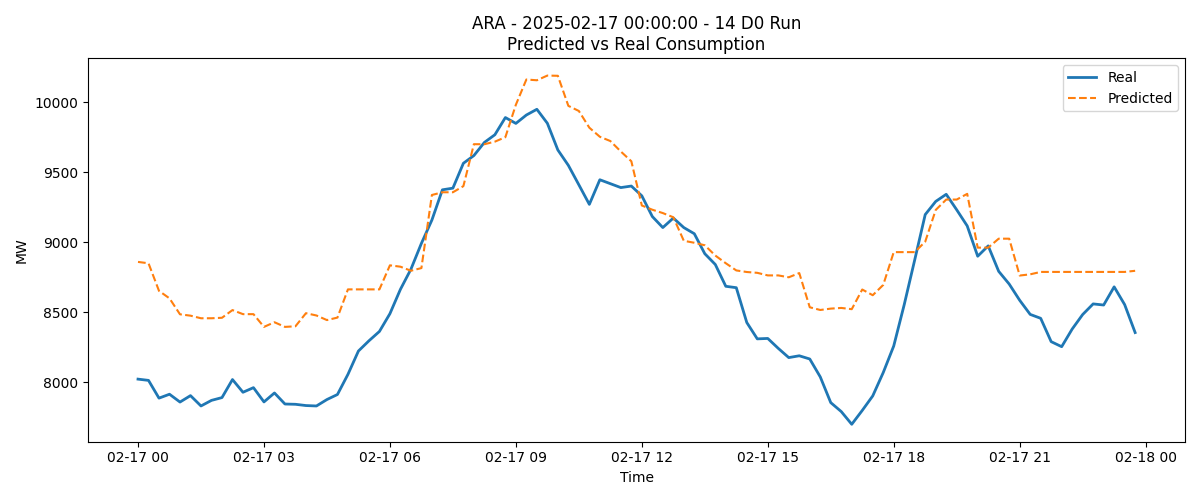 ARA - 2025-02-17 00:00:00 - 14 D0 Run
Predicted vs Real Consumption
Real
Predicted
MW
10000
9500
9000
8500
8000
02-17 00
02-17 03
02-17 06
02-17 09
02-17 12
02-17 15
02-17 18
02-17 21
02-18 00
Time